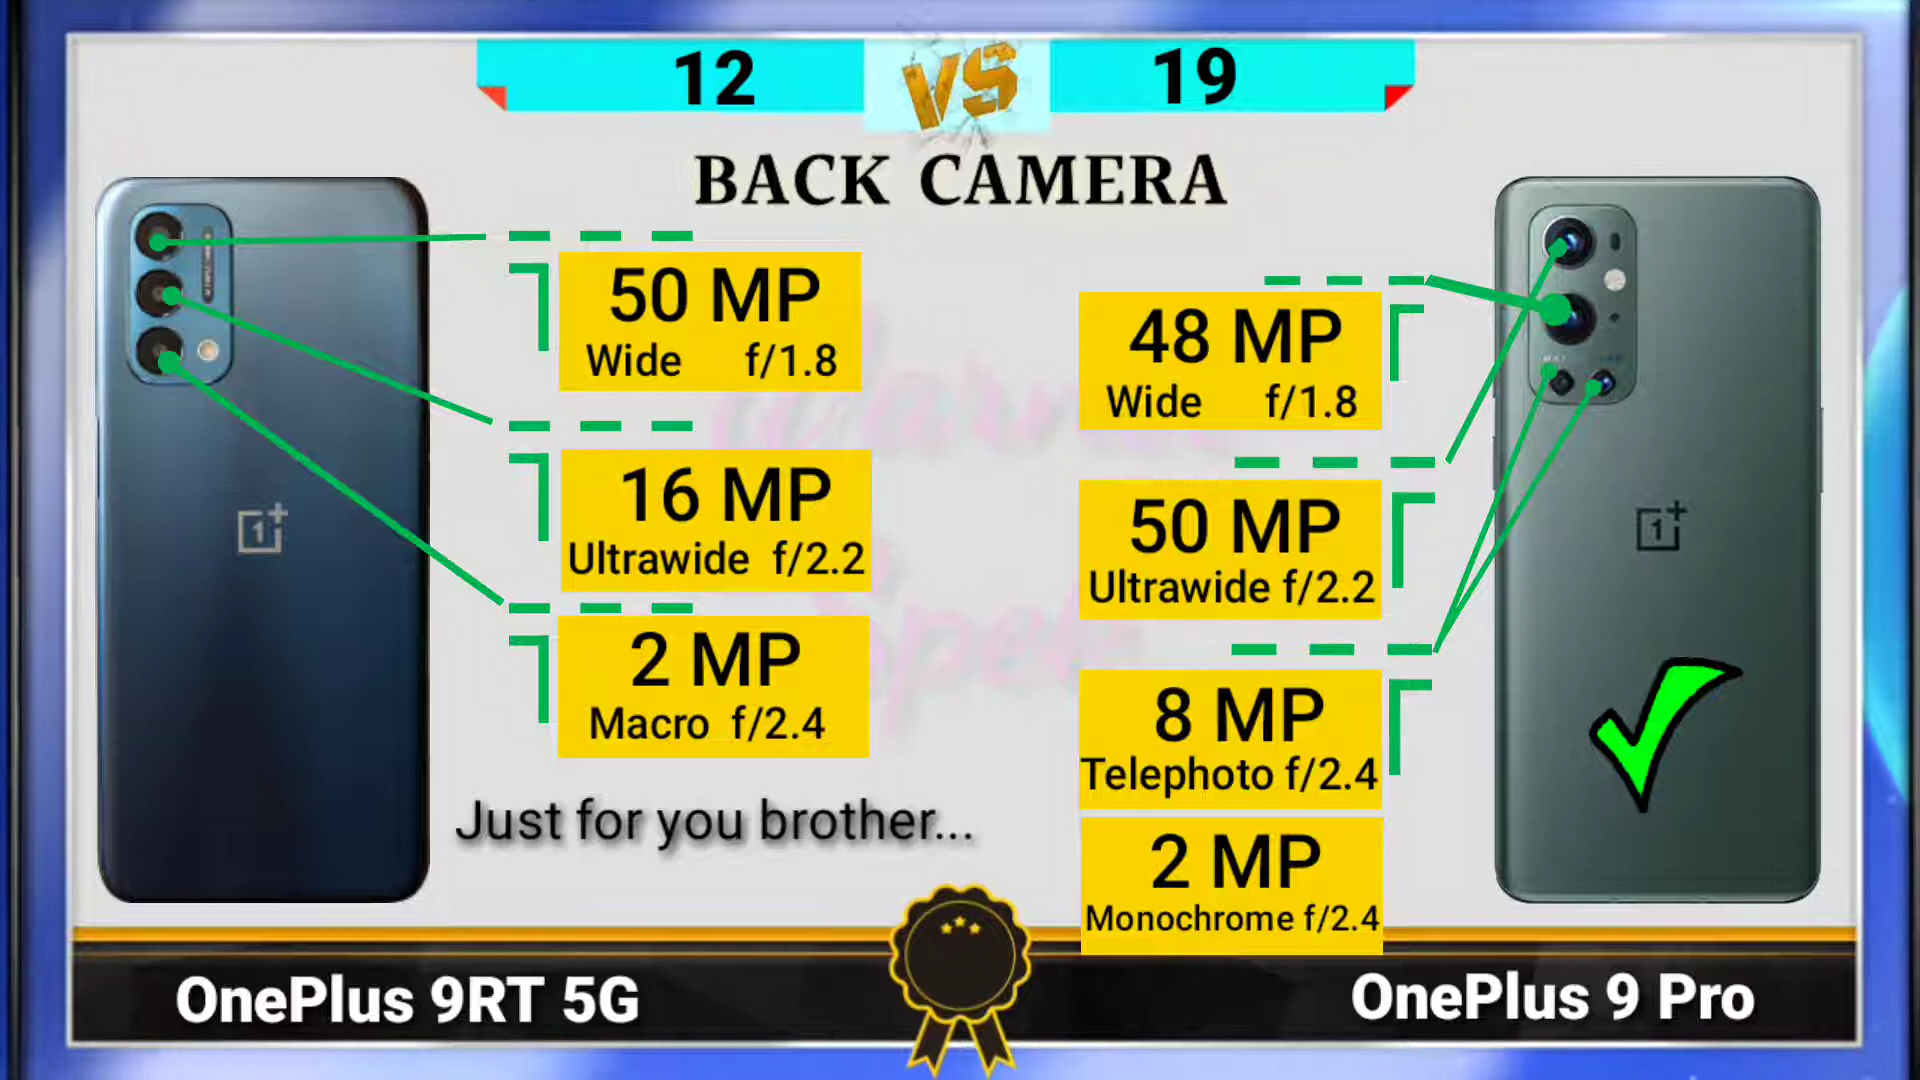 12 VS 19
BACK CAMERA
50 MP
Wide f/1.8
16 MP
Ultrawide f/2.2
2 MP
Macro f/2.4
Just for you brother...
48 MP
Wide f/1.8
50 MP
Ultrawide f/2.2
8 MP
Telephoto f/2.4
2 MP
Monochrome f/2.4
OnePlus 9RT 5G
OnePlus 9 Pro